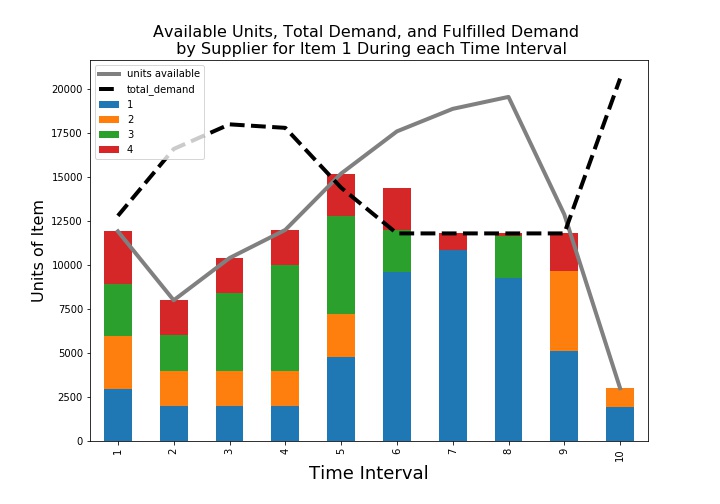 Available Units, Total Demand, and Fulfilled Demand
by Supplier for Item 1 During each Time Interval
units available
total_demand
1
2
3
4
Units of Item
20000
17500
15000
12500
10000
7500
5000
2500
0
1 2 3 4 5 6 7 8 9 10
Time Interval